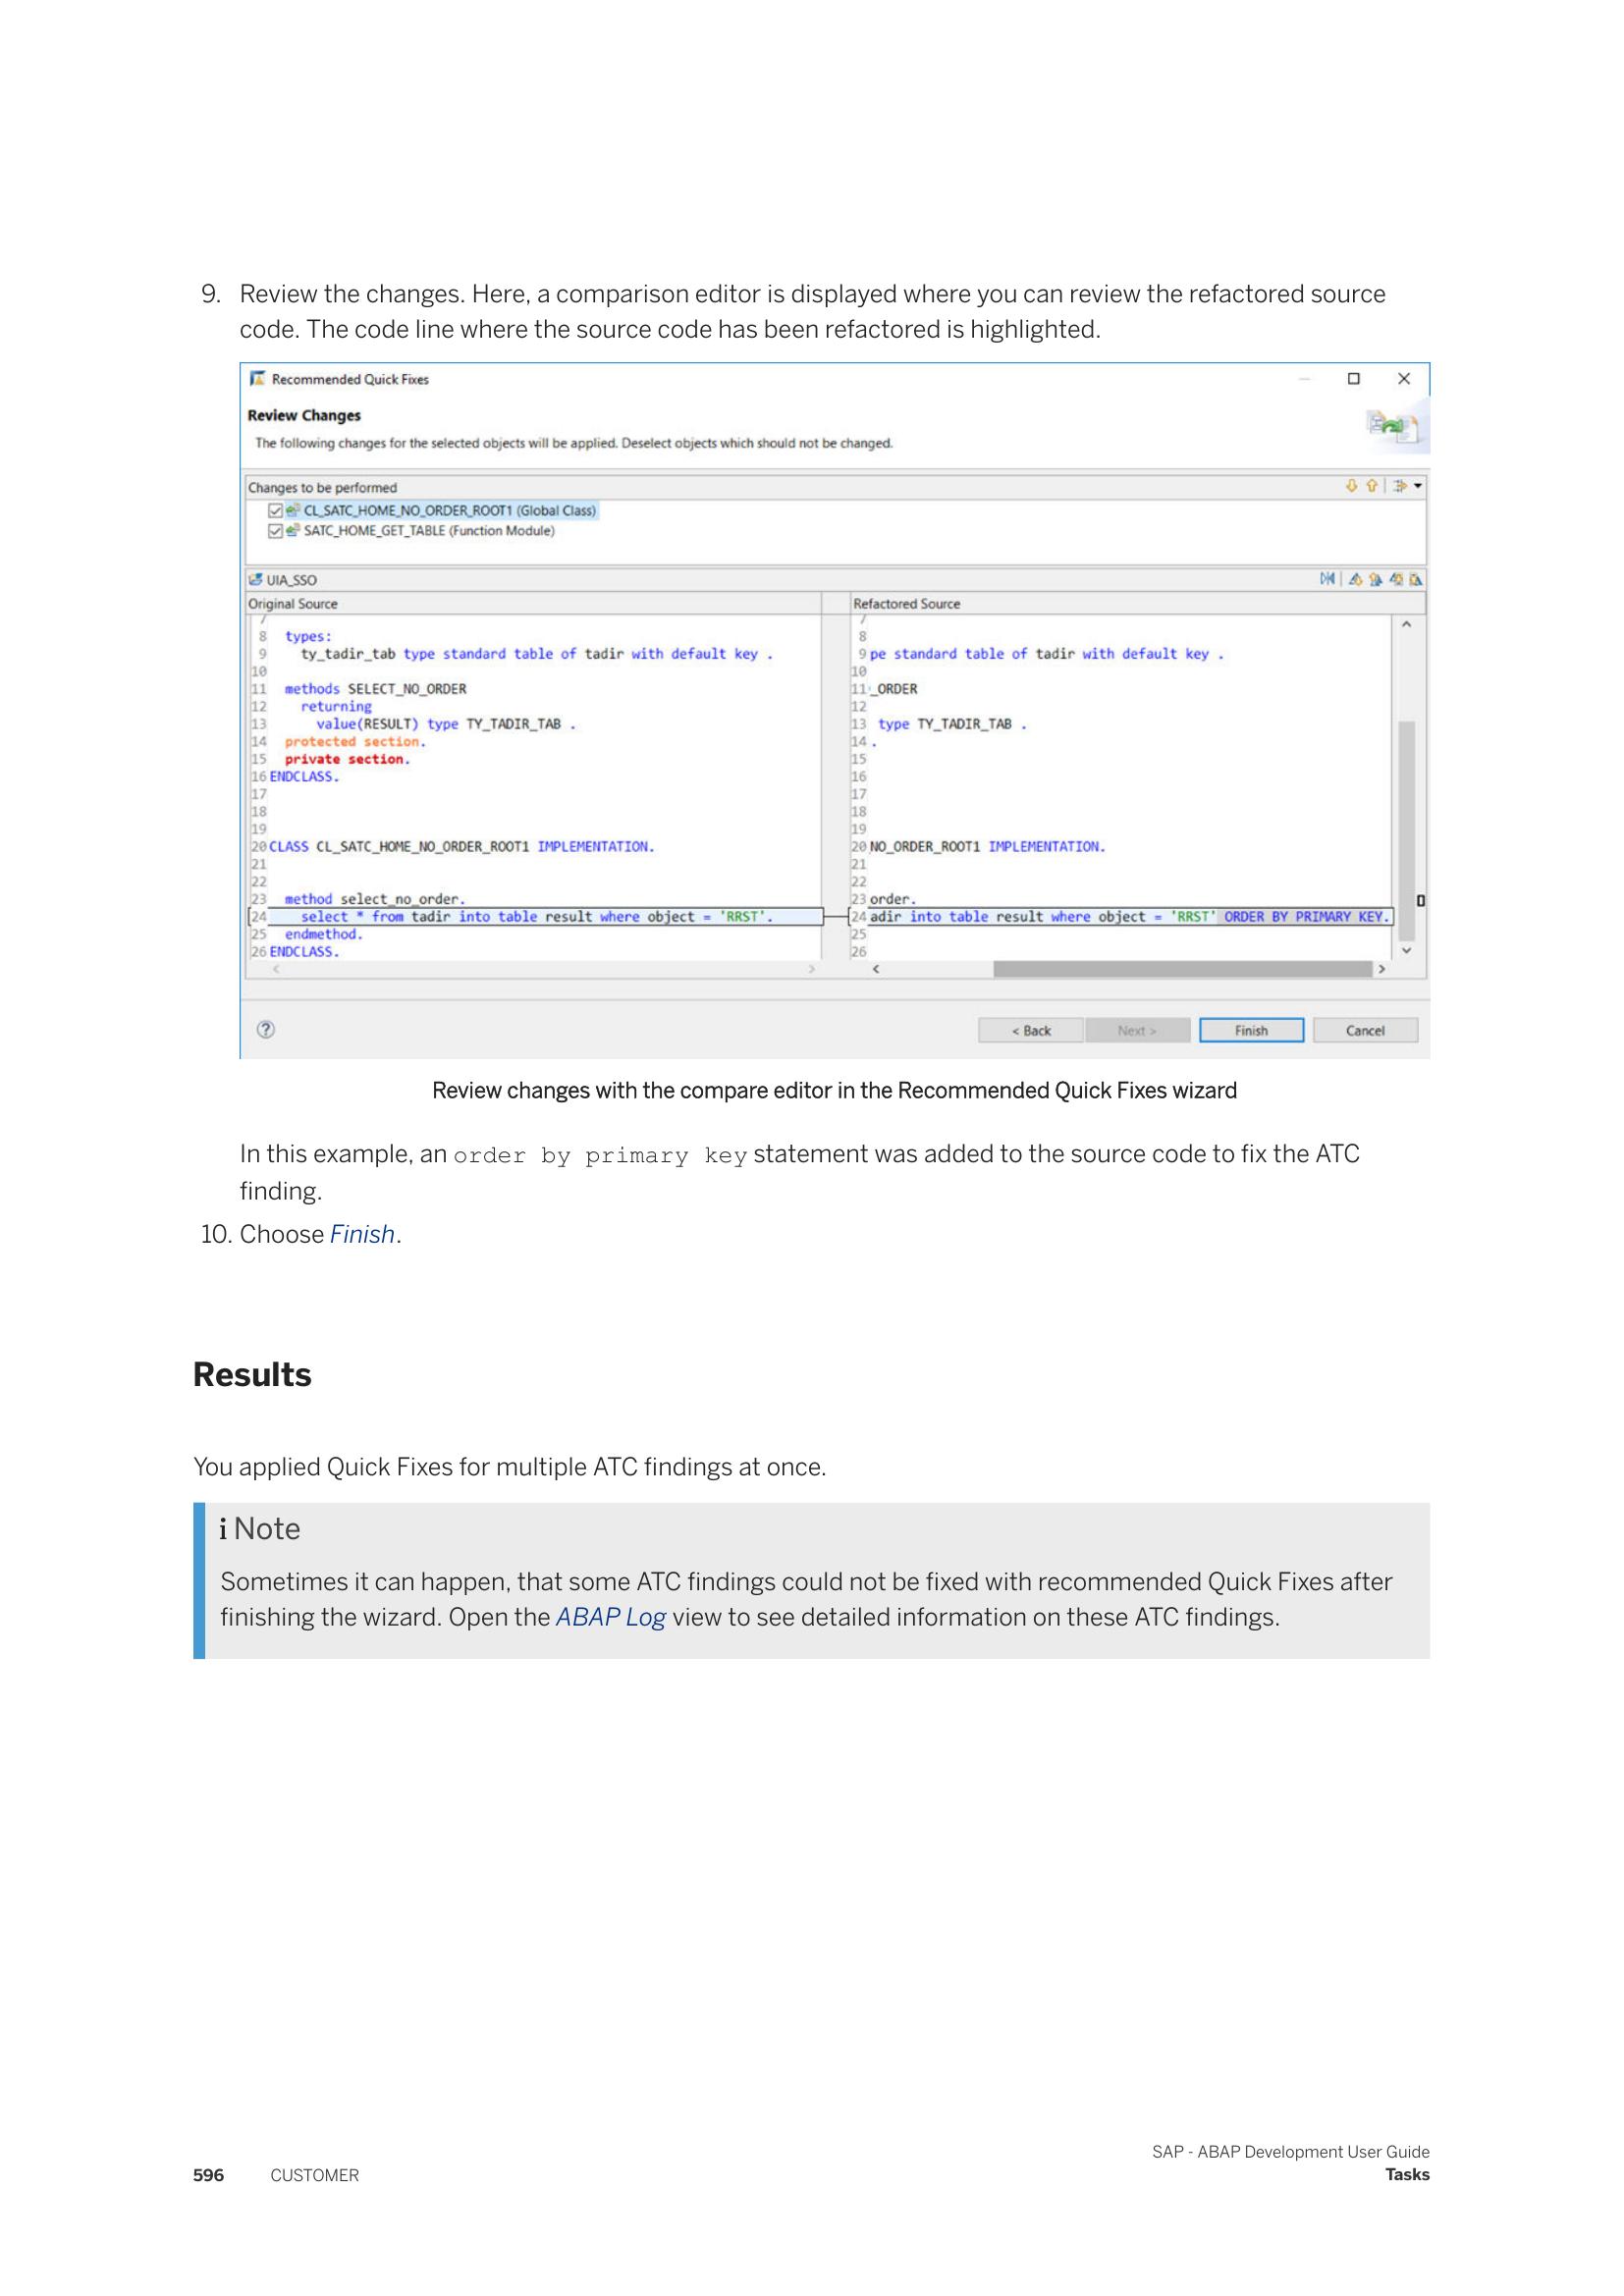 9. Review the changes. Here, a comparison editor is displayed where you can review the refactored source
code. The code line where the source code has been refactored is highlighted.
Recommended Quick Fixes
Review Changes
The following changes for the selected objects will be applied. Deselect objects which should not be changed.
Changes to be performed
CL_SATC_HOME_NO_ORDER_ROOT1 (Global Class)
SATC_HOME_GET_TABLE (Function Module)
UIA_SSO
Original Source
7
8 types:
9 ty_tadir_tab type standard table of tadir with default key .
10
11 methods SELECT_NO_ORDER
12 returning
13 value(RESULT) type TY_TADIR_TAB .
14 protected section.
15 private section.
16 ENDCLASS.
17
18
19
20 CLASS CL_SATC_HOME_NO_ORDER_ROOT1 IMPLEMENTATION.
21
22
23 method select_no_order.
24 select * from tadir into table result where object = 'RRST'.
25 endmethod.
26 ENDCLASS.
Refactored Source
7
8
9 pe standard table of tadir with default key .
10
11 _ORDER
12
13 type TY_TADIR_TAB .
14 .
15
16
17
18
19
20 NO_ORDER_ROOT1 IMPLEMENTATION.
21
22
23 order.
24 adir into table result where object = 'RRST' ORDER BY PRIMARY KEY.
25
26
< Back
Next >
Finish
Cancel
Review changes with the compare editor in the Recommended Quick Fixes wizard
In this example, an order by primary key statement was added to the source code to fix the ATC
finding.
10. Choose Finish.
Results
You applied Quick Fixes for multiple ATC findings at once.
i Note
Sometimes it can happen, that some ATC findings could not be fixed with recommended Quick Fixes after
finishing the wizard. Open the ABAP Log view to see detailed information on these ATC findings.
SAP - ABAP Development User Guide
596 CUSTOMER
Tasks